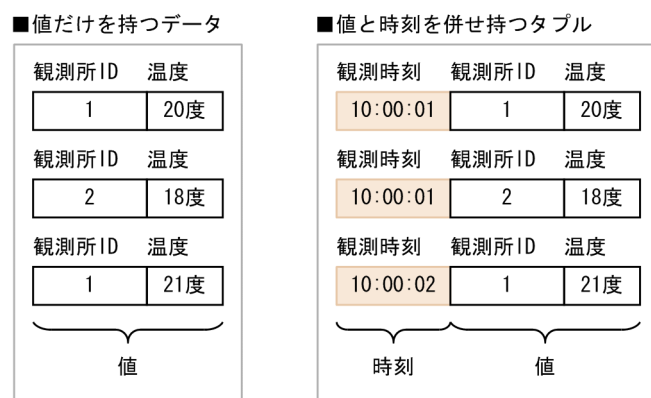 ■値だけを持つデータ
観測所ID 温度
1 20度
観測所ID 温度
2 18度
観測所ID 温度
1 21度
値
■値と時刻を併せ持つタプル
観測時刻 観測所ID 温度
10:00:01 1 20度
観測時刻 観測所ID 温度
10:00:01 2 18度
観測時刻 観測所ID 温度
10:00:02 1 21度
時刻 値